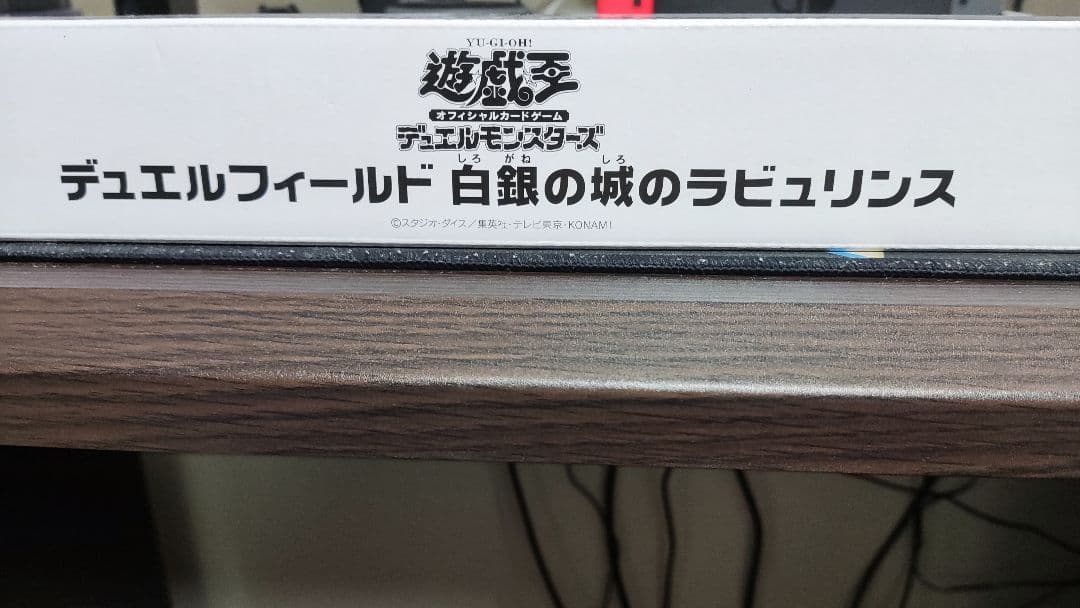 YU-GI-OH!
遊戯王
オフィシャルカードゲーム
デュエルモンスターズ
しろ がね しろ
デュエルフィールド 白銀の城のラビュリンス
©スタジオ・ダイス/集英社・テレビ東京・KONAMI